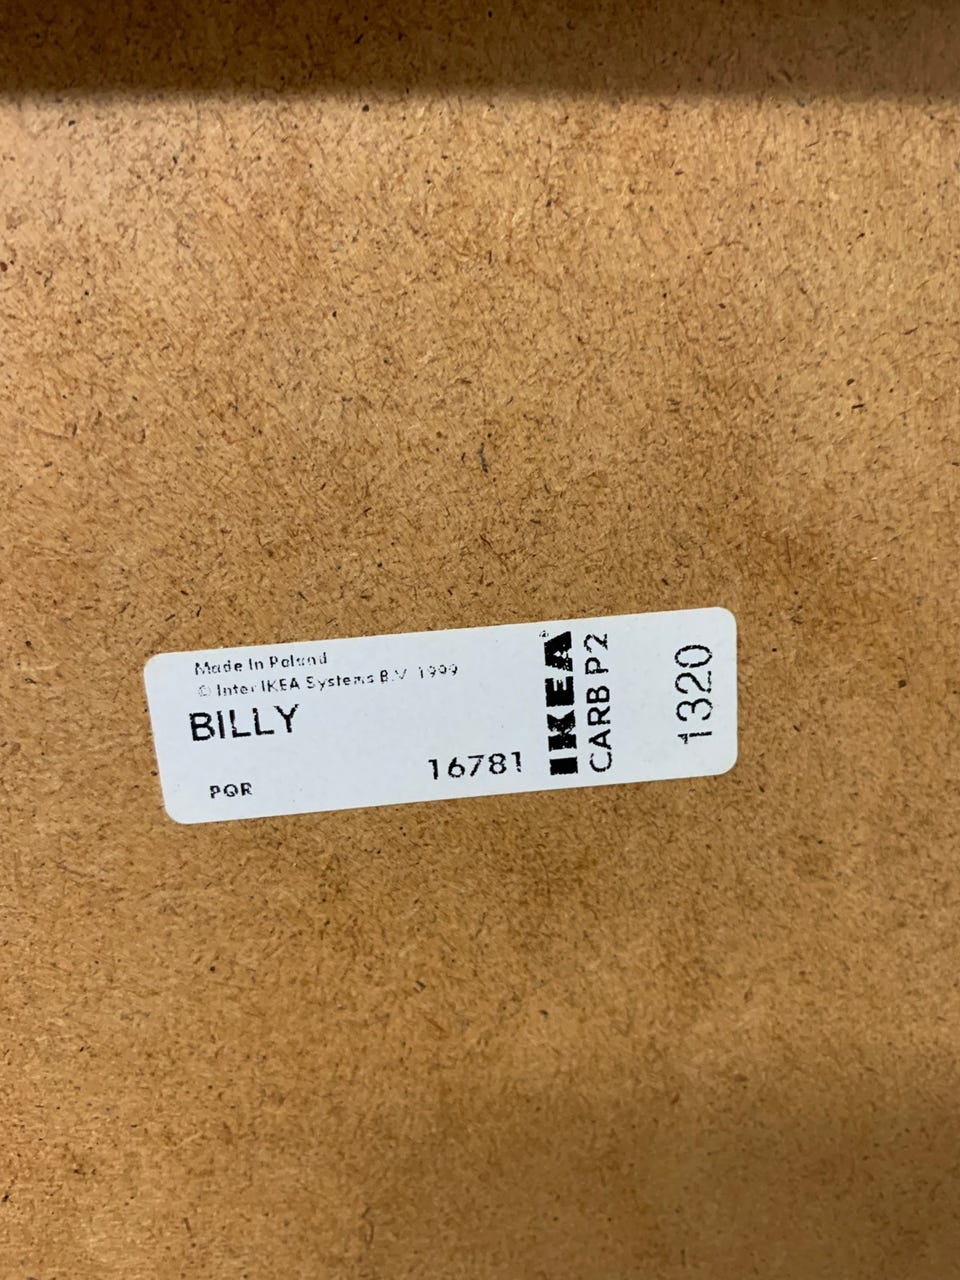 Made In Poland
© Inter IKEA Systems B.V. 1999
BILLY
PQR
16781
IKEA®
CARB P2
1320